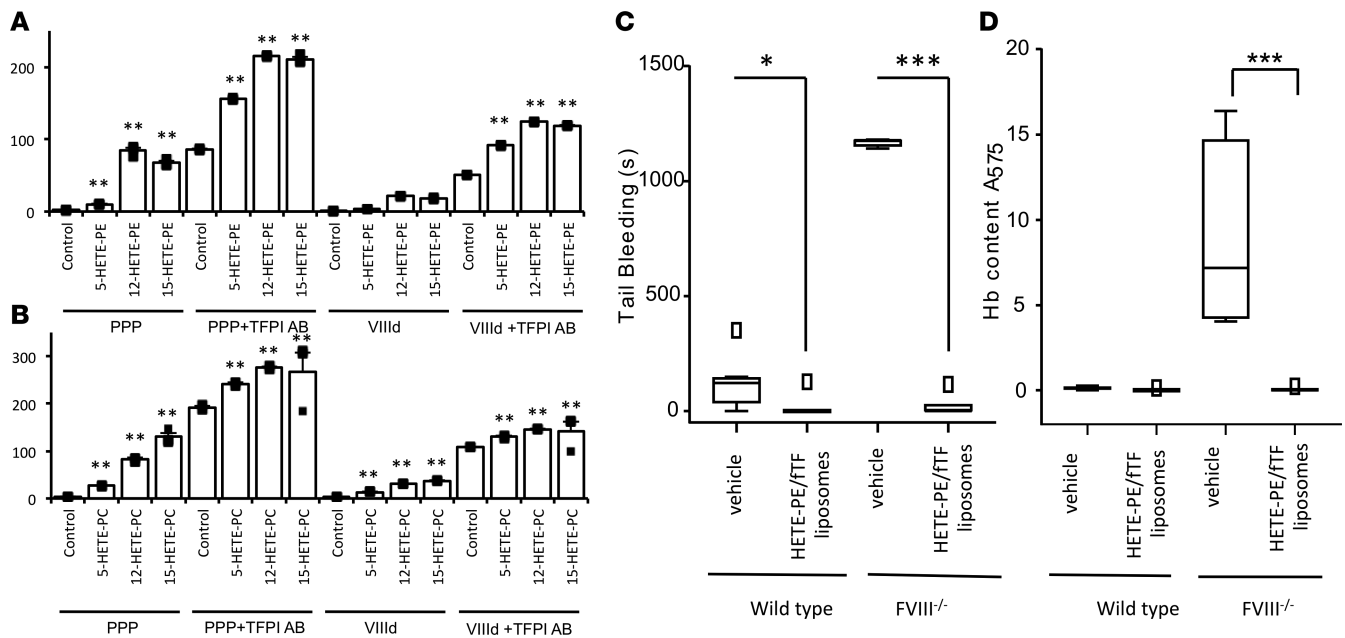 A
200
100
0
** ** ** ** ** ** ** ** **
Control 5-HETE-PE 12-HETE-PE 15-HETE-PE Control 5-HETE-PE 12-HETE-PE 15-HETE-PE Control 5-HETE-PE 12-HETE-PE 15-HETE-PE Control 5-HETE-PE 12-HETE-PE 15-HETE-PE
PPP PPP+TFPI AB VIIId VIIId +TFPI AB
B
300
200
100
0
** ** ** ** ** ** ** ** ** ** ** **
Control 5-HETE-PC 12-HETE-PC 15-HETE-PC Control 5-HETE-PC 12-HETE-PC 15-HETE-PC Control 5-HETE-PC 12-HETE-PC 15-HETE-PC Control 5-HETE-PC 12-HETE-PC 15-HETE-PC
PPP PPP+TFPI AB VIIId VIIId +TFPI AB
C
Tail Bleeding (s)
1500
1000
500
0
* ***
vehicle
HETE-PE/fTF
liposomes
vehicle
HETE-PE/fTF
liposomes
Wild type FVIII-/-
D
Hb content A575
20
15
10
5
0
***
vehicle
HETE-PE/fTF
liposomes
vehicle
HETE-PE/fTF
liposomes
Wild type FVIII-/-